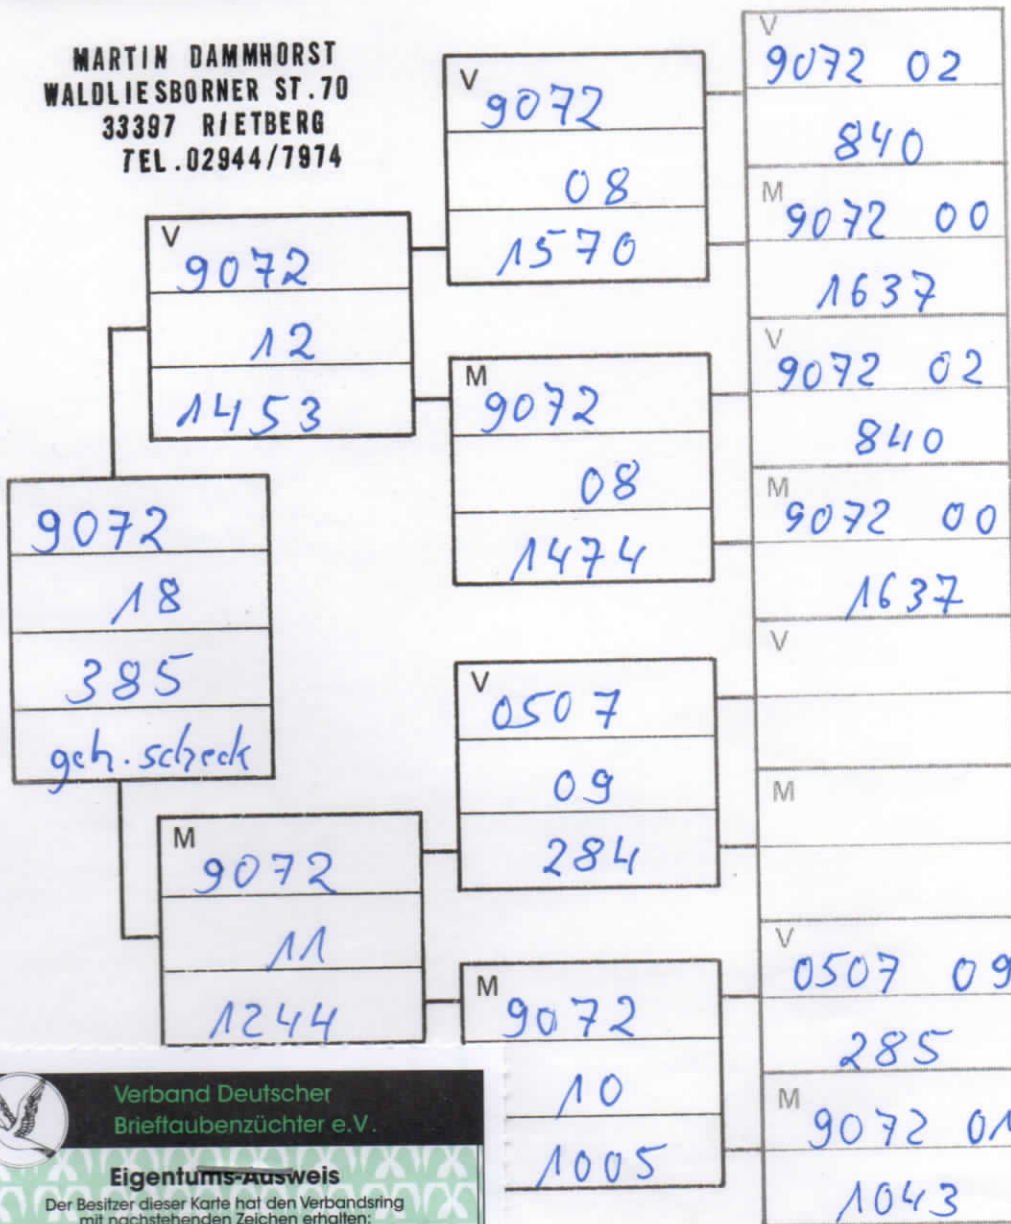 MARTIN DAMMHORST
WALDLIESBORNER ST.70
33397 RIETBERG
TEL.02944/7974
V
9072
08
1570
V
9072 02
840
M
9072 00
1637
V
9072
12
1453
M
9072
08
1474
V
9072 02
840
M
9072 00
1637
9072
18
385
geh. scheck
V
0507
09
284
V
M
M
9072
11
1244
M
9072
10
1005
V
0507 09
285
M
9072 01
1043
Verband Deutscher
Brieftaubenzüchter e.V.
Eigentums-Ausweis
Der Besitzer dieser Karte hat den Verbandsring
mit nachstehenden Zeichen erhalten: